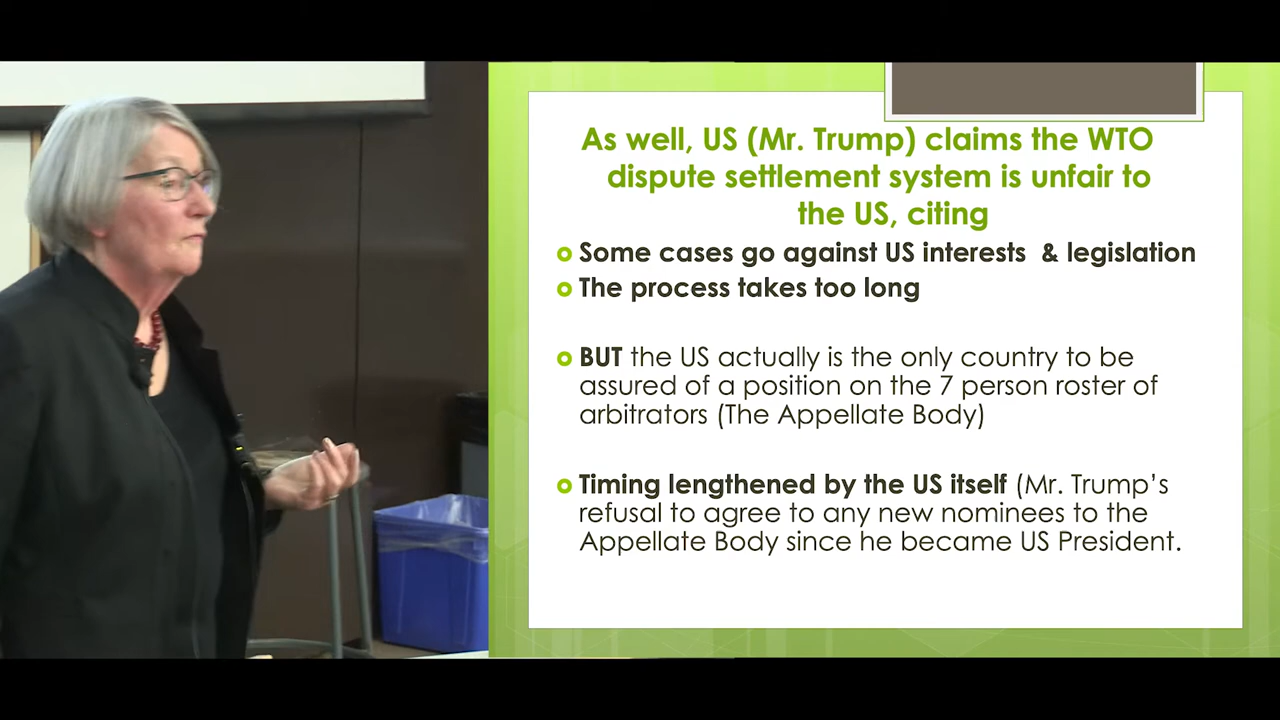 As well, US (Mr. Trump) claims the WTO
dispute settlement system is unfair to
the US, citing
Some cases go against US interests & legislation
The process takes too long
BUT the US actually is the only country to be
assured of a position on the 7 person roster of
arbitrators (The Appellate Body)
Timing lengthened by the US itself (Mr. Trump’s
refusal to agree to any new nominees to the
Appellate Body since he became US President.